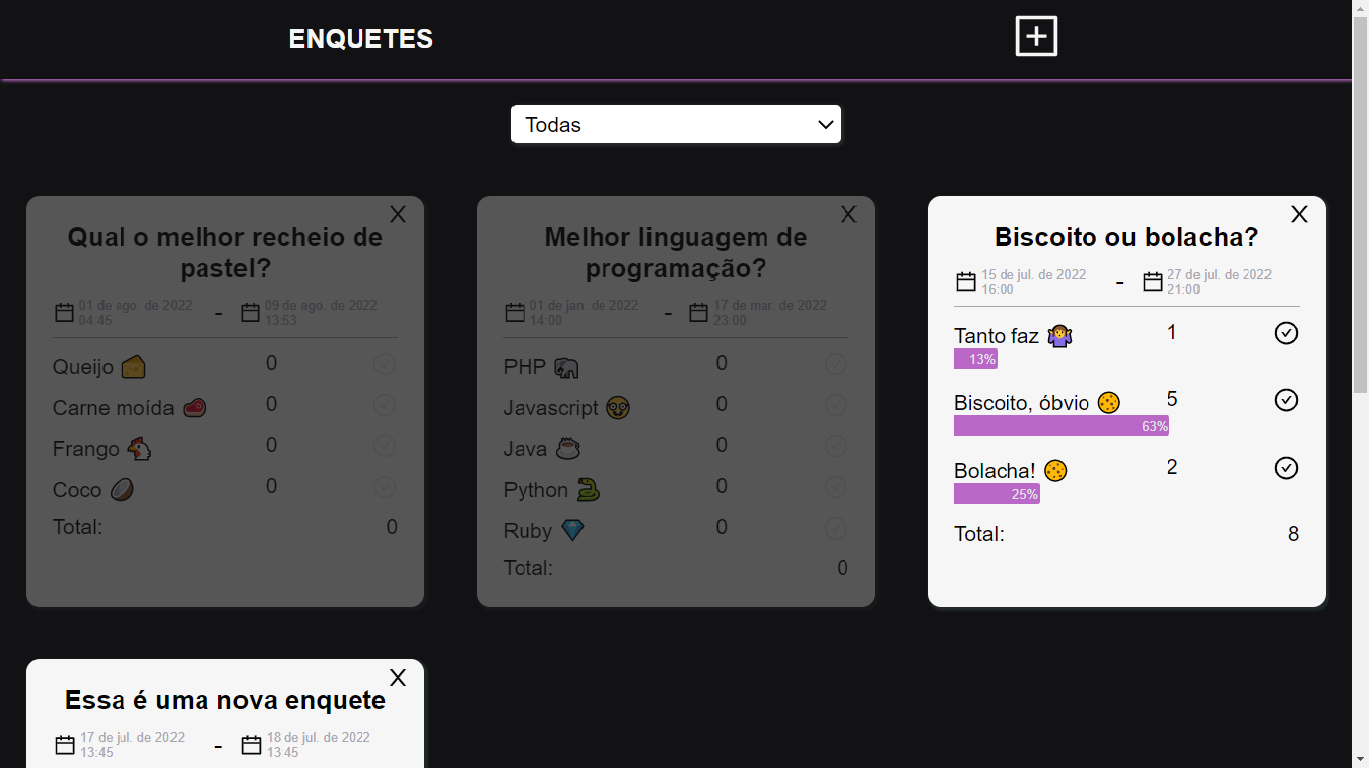 ENQUETES
Todas
X
Qual o melhor recheio de
pastel?
01 de ago. de 2022
04:45
-
09 de ago. de 2022
13:53
Queijo 🧀 0
Carne moída 🥩 0
Frango 🐔 0
Coco 🥥 0
Total: 0
X
Melhor linguagem de
programação?
01 de jan. de 2022
14:00
-
17 de mar. de 2022
23:00
PHP 🐘 0
Javascript 🤓 0
Java ☕ 0
Python 🐍 0
Ruby 💎 0
Total: 0
X
Biscoito ou bolacha?
15 de jul. de 2022
16:00
-
27 de jul. de 2022
21:00
Tanto faz 🤷‍♀️ 1
13%
Biscoito, óbvio 🍪 5
63%
Bolacha! 🍪 2
25%
Total: 8
X
Essa é uma nova enquete
17 de jul. de 2022
13:45
-
18 de jul. de 2022
13:45